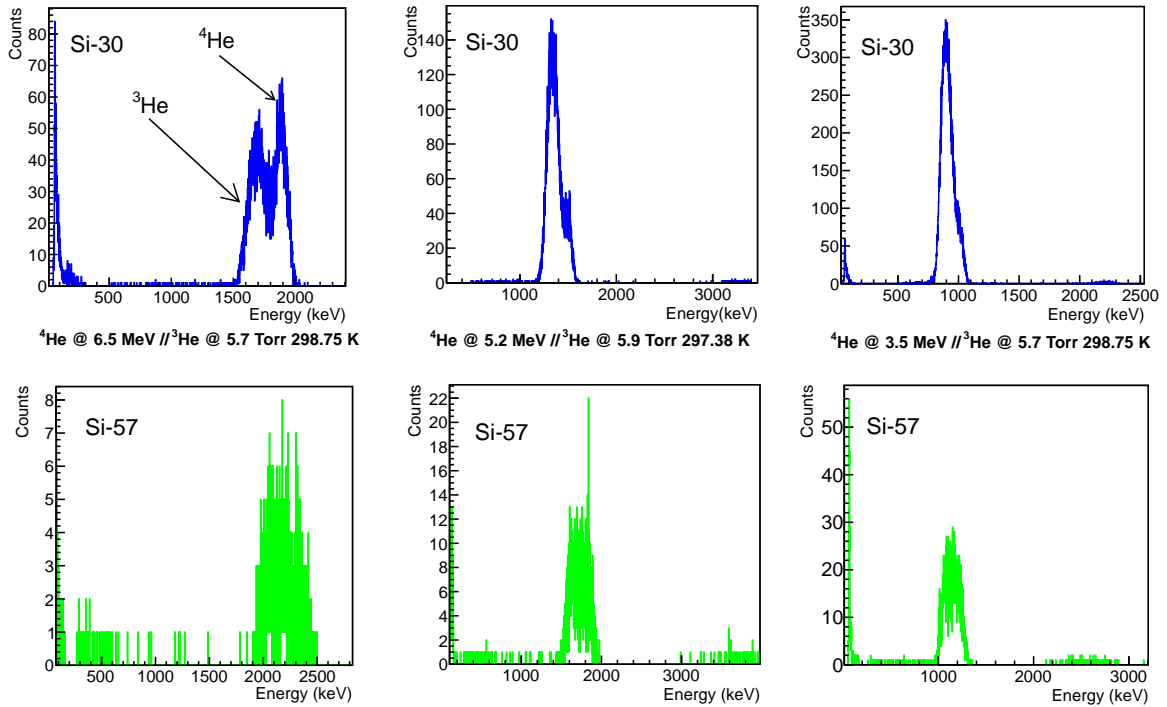 Counts
Si-30
⁴He
³He
80
70
60
50
40
30
20
10
0
500 1000 1500 2000
Energy (keV)
Counts
Si-30
140
120
100
80
60
40
20
0
1000 2000 3000
Energy(keV)
Counts
Si-30
350
300
250
200
150
100
50
0
500 1000 1500 2000 2500
Energy (keV)
⁴He @ 6.5 MeV // ³He @ 5.7 Torr 298.75 K
⁴He @ 5.2 MeV // ³He @ 5.9 Torr 297.38 K
⁴He @ 3.5 MeV // ³He @ 5.7 Torr 298.75 K
Counts
Si-57
8
7
6
5
4
3
2
1
0
500 1000 1500 2000 2500
Energy (keV)
Counts
Si-57
22
20
18
16
14
12
10
8
6
4
2
0
1000 2000 3000
Energy (keV)
Counts
Si-57
50
40
30
20
10
0
1000 2000 3000
Energy (keV)